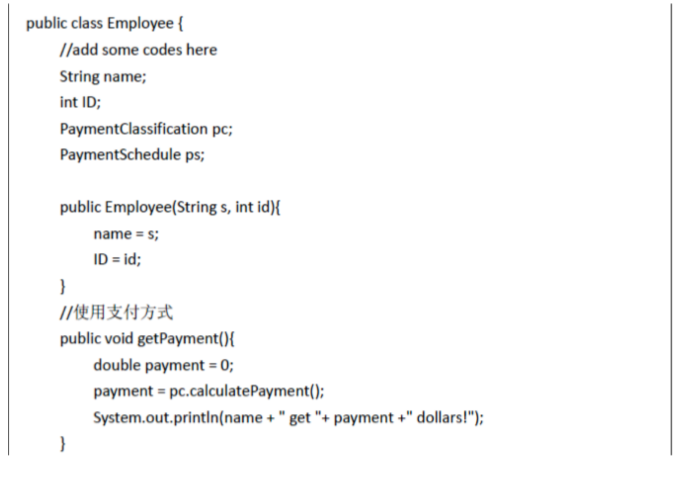 public class Employee {
//add some codes here
String name;
int ID;
PaymentClassification pc;
PaymentSchedule ps;
public Employee(String s, int id){
name = s;
ID = id;
}
//使用支付方式
public void getPayment(){
double payment = 0;
payment = pc.calculatePayment();
System.out.println(name + " get "+ payment +" dollars!");
}